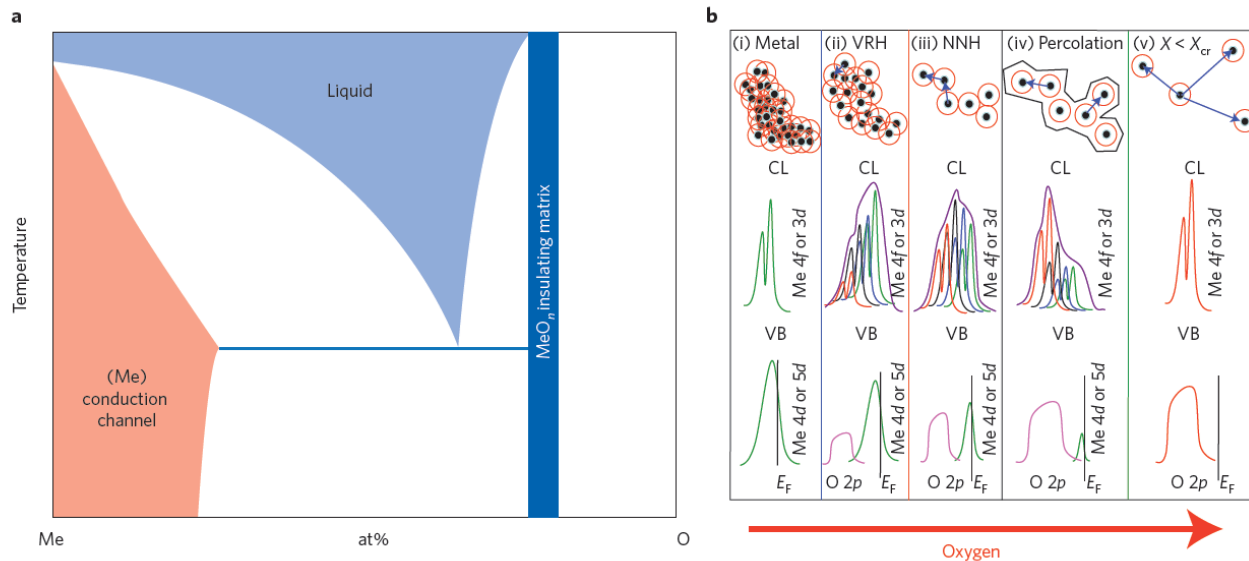 a
Temperature
Liquid
(Me)
conduction
channel
MeOn insulating matrix
Me
at%
O
b
(i) Metal
(ii) VRH
(iii) NNH
(iv) Percolation
(v) X < Xcr
CL
CL
CL
CL
Me 4f or 3d
Me 4f or 3d
Me 4f or 3d
Me 4f or 3d
Me 4f or 3d
VB
VB
VB
VB
VB
Me 4d or 5d
Me 4d or 5d
Me 4d or 5d
Me 4d or 5d
EF
O 2p
EF
O 2p
EF
O 2p
EF
O 2p
EF
Oxygen